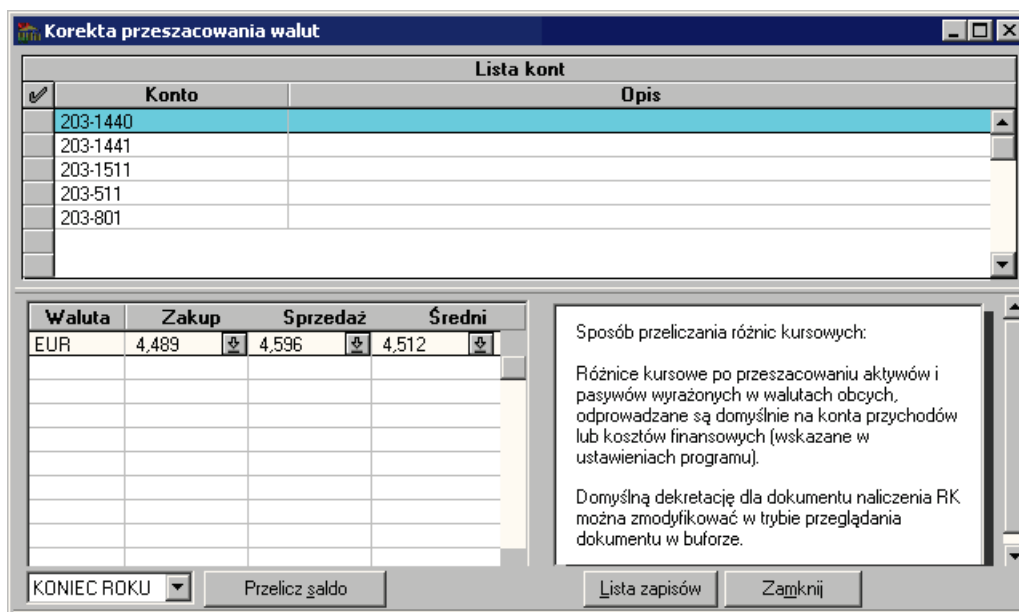 Korekta przeszacowania walut
Lista kont
Konto Opis
203-1440
203-1441
203-1511
203-511
203-801
Waluta Zakup Sprzedaż Średni
EUR 4,489 4,596 4,512
Sposób przeliczania różnic kursowych:
Różnice kursowe po przeszacowaniu aktywów i
pasywów wyrażonych w walutach obcych,
odprowadzane są domyślnie na konta przychodów
lub kosztów finansowych (wskazane w
ustawieniach programu).
Domyślną dekretację dla dokumentu naliczenia RK
można zmodyfikować w trybie przeglądania
dokumentu w buforze.
KONIEC ROKU Przelicz saldo Lista zapisów Zamknij